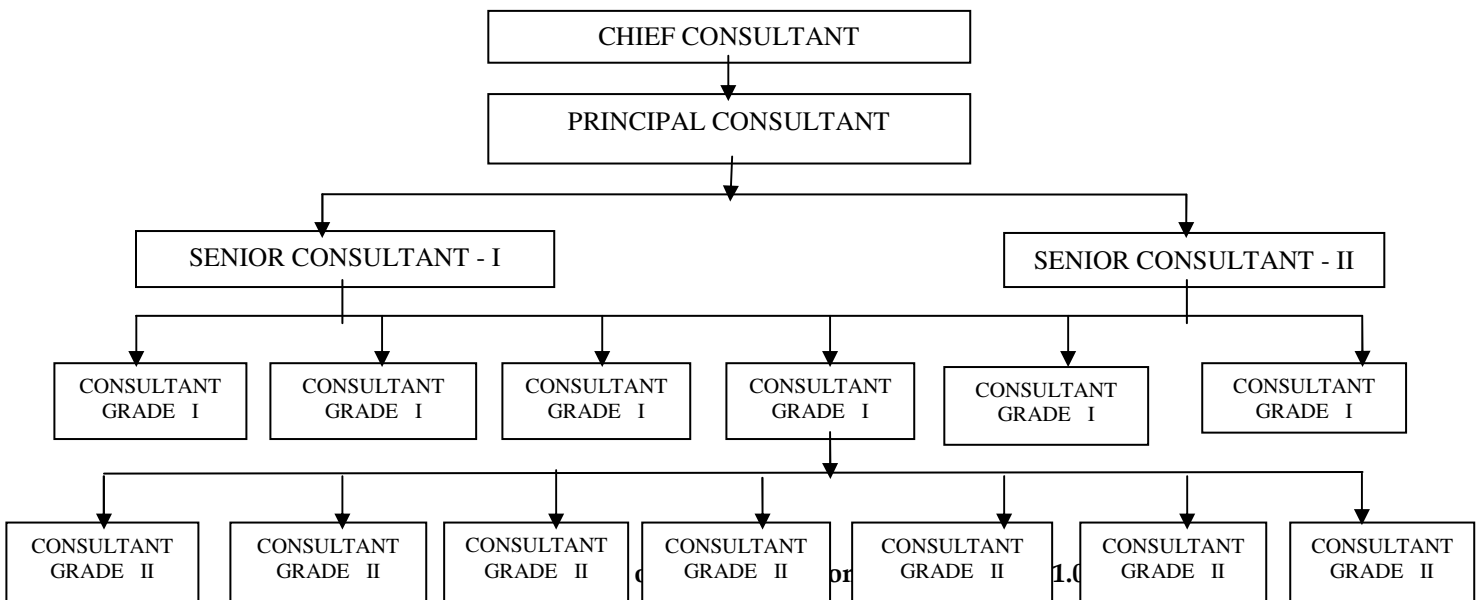 CHIEF CONSULTANT
PRINCIPAL CONSULTANT
SENIOR CONSULTANT - I
SENIOR CONSULTANT - II
CONSULTANT
GRADE I
CONSULTANT
GRADE I
CONSULTANT
GRADE I
CONSULTANT
GRADE I
CONSULTANT
GRADE I
CONSULTANT
GRADE I
CONSULTANT
GRADE II
CONSULTANT
GRADE II
CONSULTANT
GRADE II
CONSULTANT
GRADE II
CONSULTANT
GRADE II
CONSULTANT
GRADE II
CONSULTANT
GRADE II